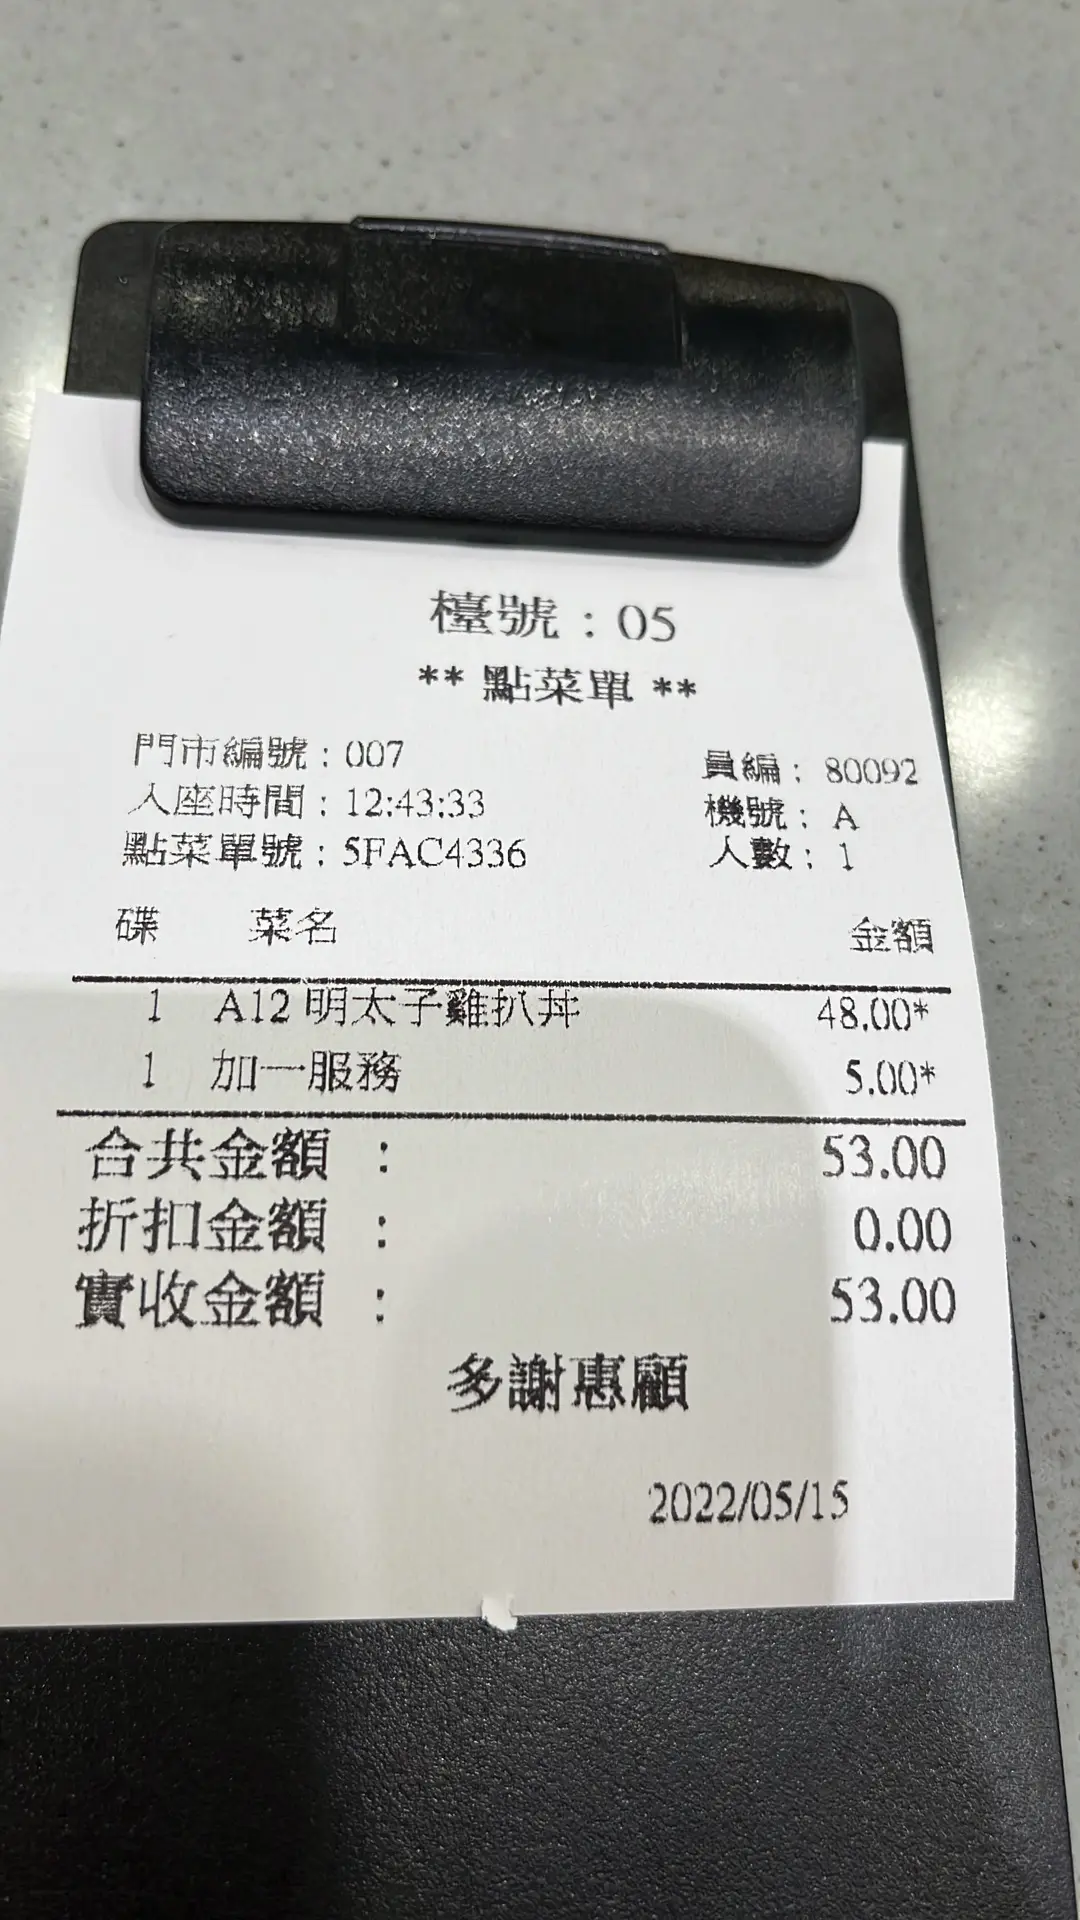 檯號：05
** 點菜單 **
門市編號：007 員編：80092
入座時間：12:43:33 機號：A
點菜單號：5FAC4336 人數：1
碟 菜名 金額
1 A12 明太子雞扒丼 48.00*
1 加一服務 5.00*
合共金額 ： 53.00
折扣金額 ： 0.00
實收金額 ： 53.00
多謝惠顧
2022/05/15